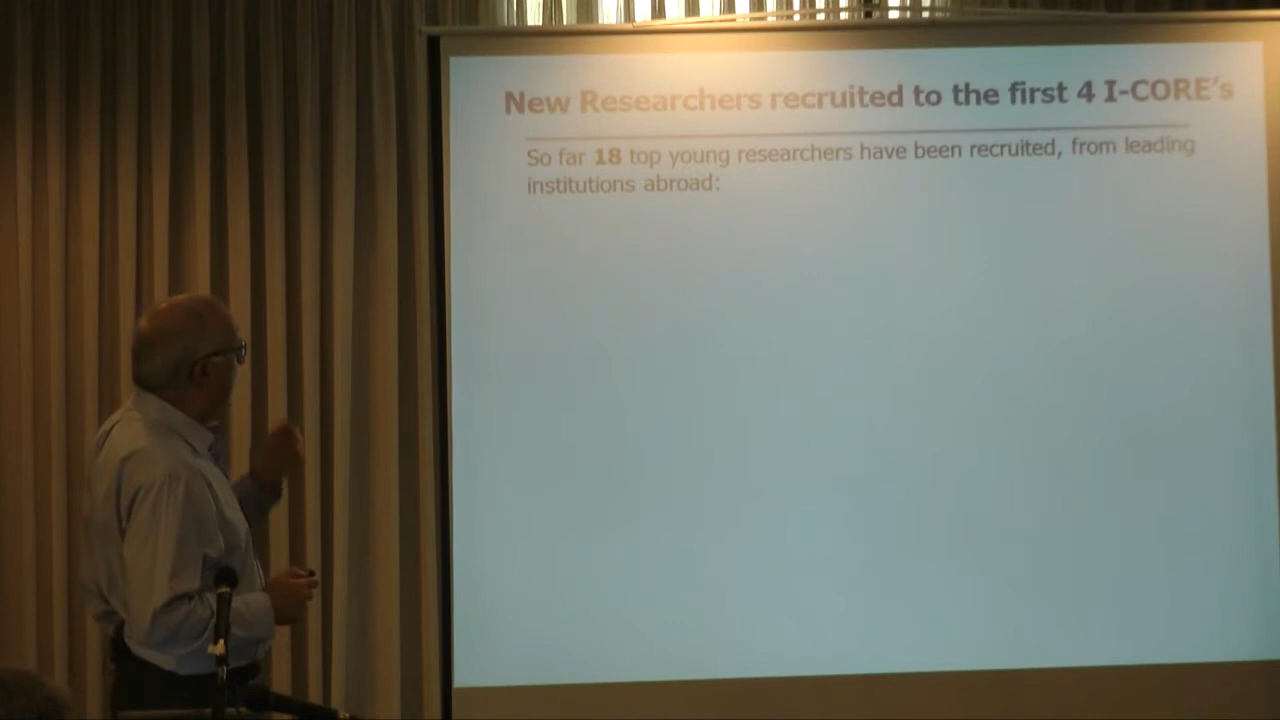 New Researchers recruited to the first 4 I-CORE's
So far 18 top young researchers have been recruited, from leading
institutions abroad: